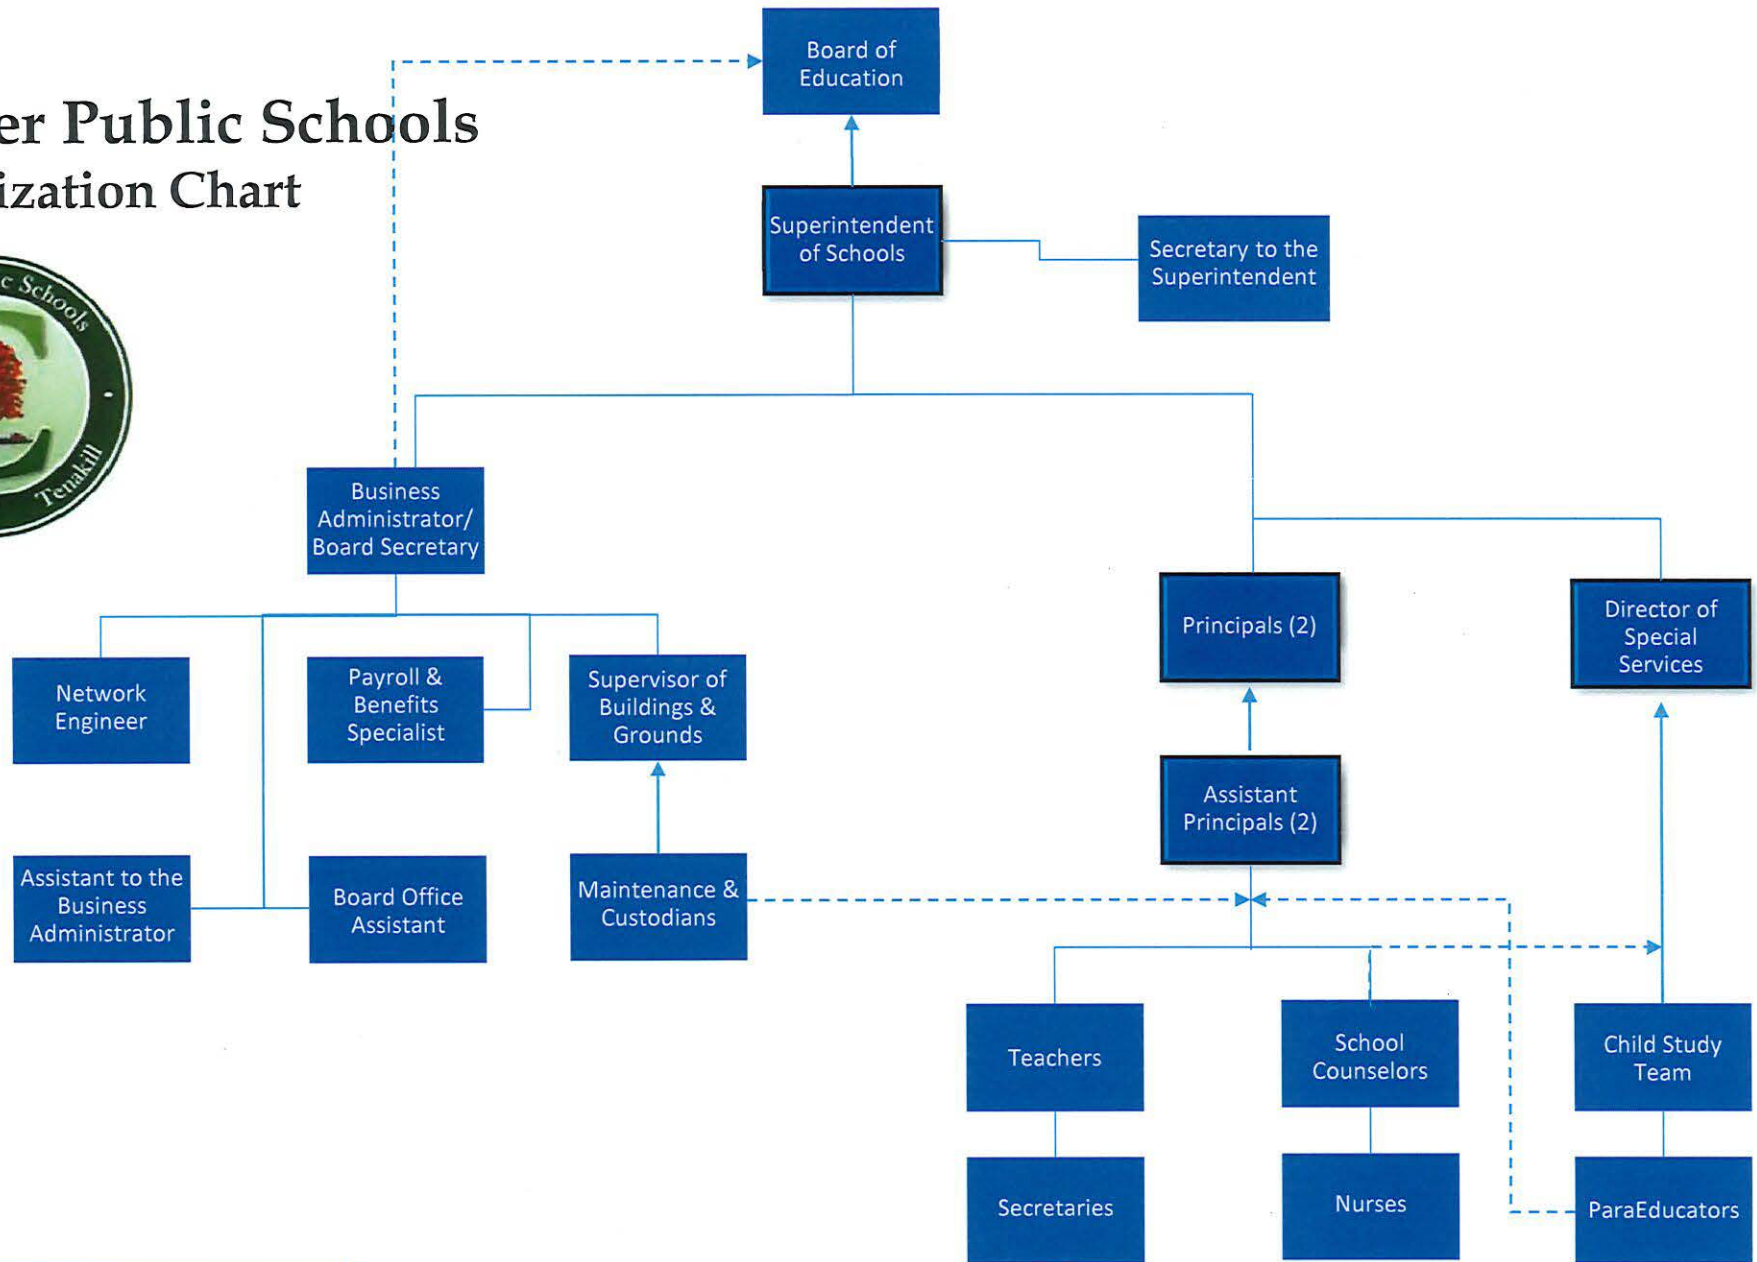 er Public Schools
ization Chart
c Schools
Tenakill
Board of
Education
Superintendent
of Schools
Secretary to the
Superintendent
Business
Administrator/
Board Secretary
Principals (2)
Director of
Special
Services
Network
Engineer
Payroll &
Benefits
Specialist
Supervisor of
Buildings &
Grounds
Assistant
Principals (2)
Assistant to the
Business
Administrator
Board Office
Assistant
Maintenance &
Custodians
Teachers
School
Counselors
Child Study
Team
Secretaries
Nurses
ParaEducators